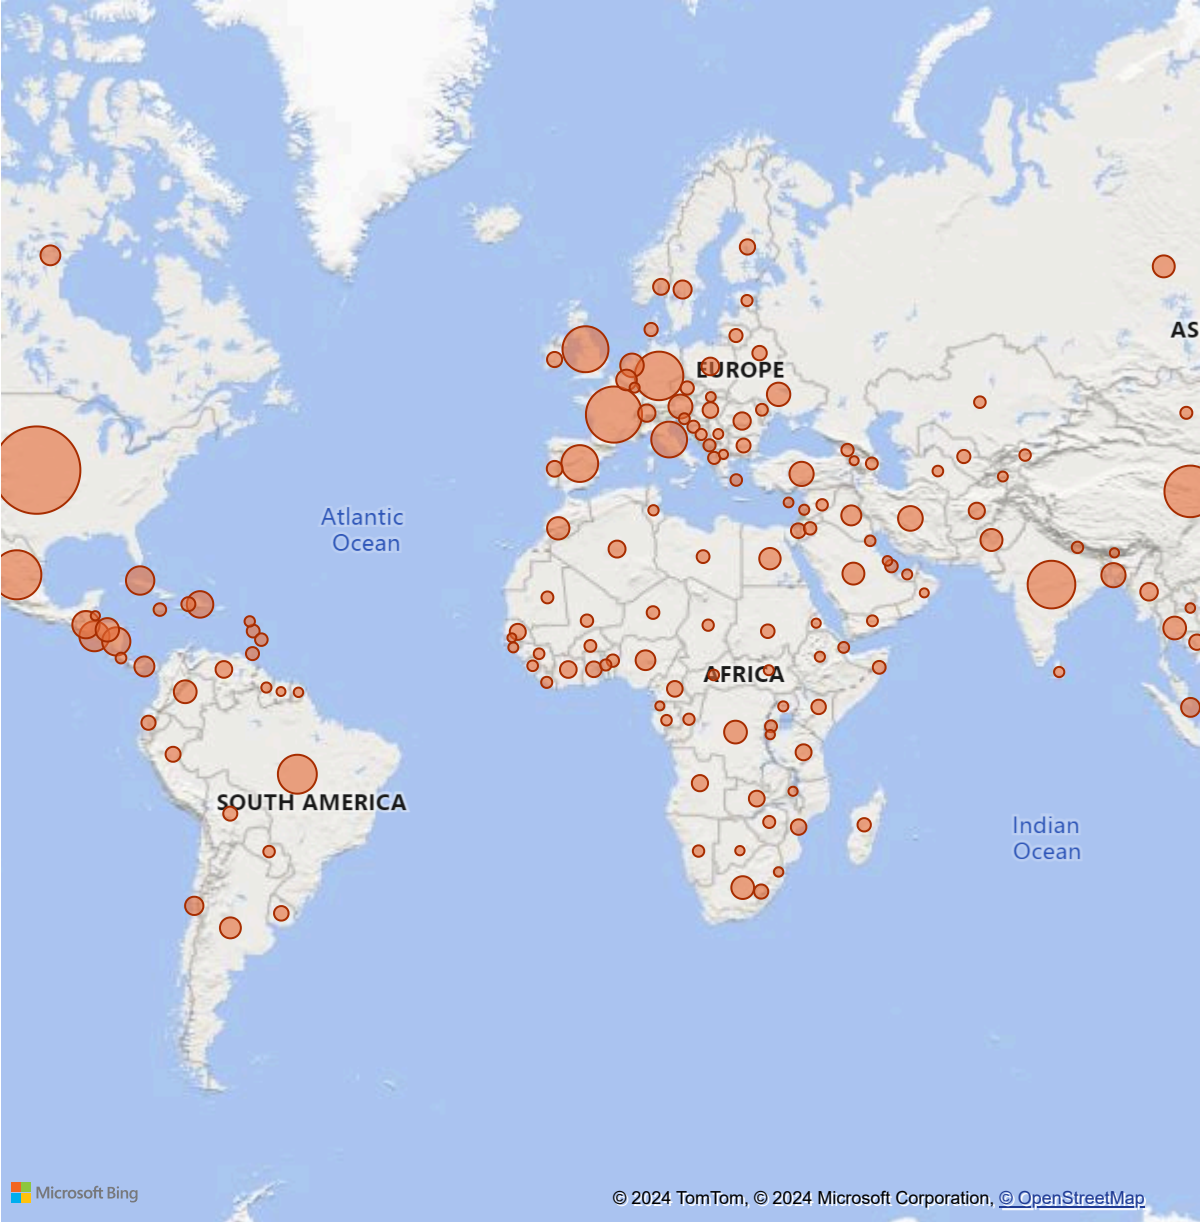 EUROPE
AS
Atlantic
Ocean
AFRICA
SOUTH AMERICA
Indian
Ocean
Microsoft Bing
© 2024 TomTom, © 2024 Microsoft Corporation, © OpenStreetMap